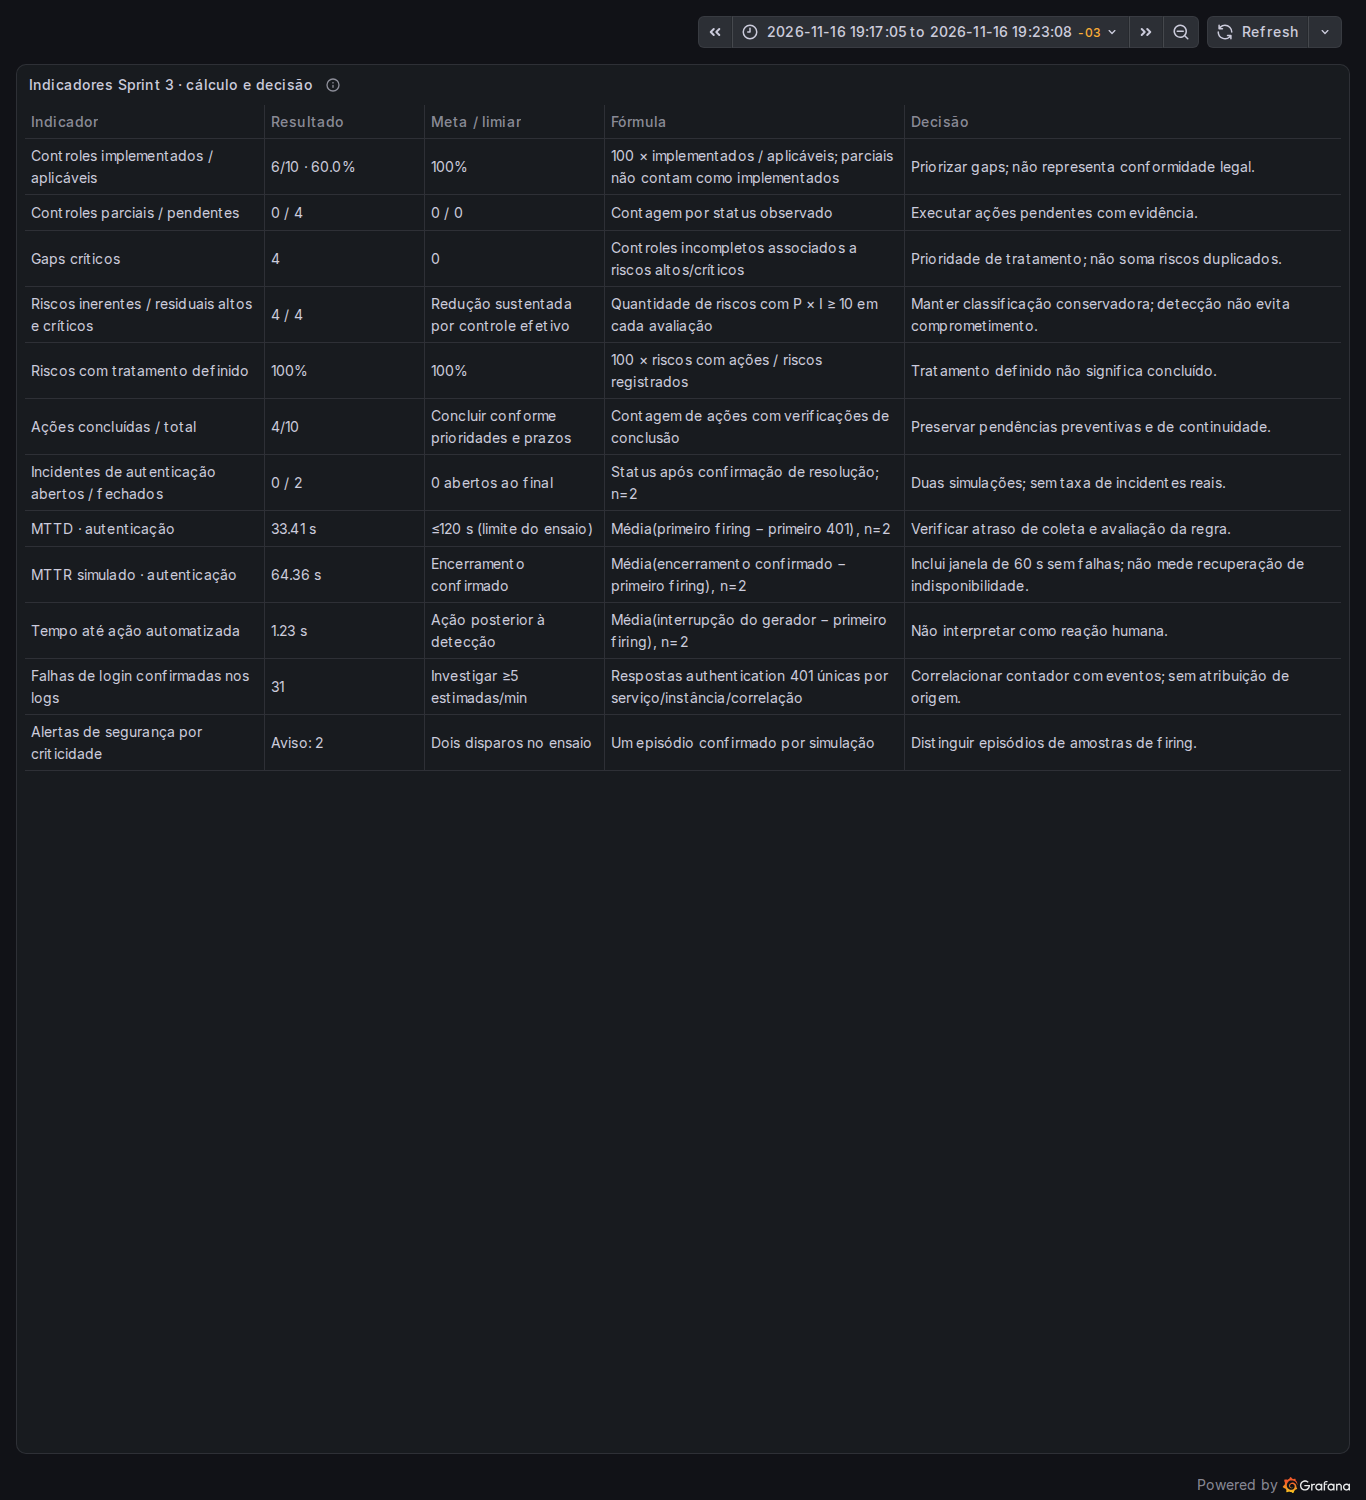 2026-11-16 19:17:05 to 2026-11-16 19:23:08 -03
Refresh
Indicadores Sprint 3 · cálculo e decisão
Indicador
Resultado
Meta / limiar
Fórmula
Decisão
Controles implementados /
aplicáveis
6/10 · 60.0%
100%
100 × implementados / aplicáveis; parciais
não contam como implementados
Priorizar gaps; não representa conformidade legal.
Controles parciais / pendentes
0 / 4
0 / 0
Contagem por status observado
Executar ações pendentes com evidência.
Gaps críticos
4
0
Controles incompletos associados a
riscos altos/críticos
Prioridade de tratamento; não soma riscos duplicados.
Riscos inerentes / residuais altos
e críticos
4 / 4
Redução sustentada
por controle efetivo
Quantidade de riscos com P × I ≥ 10 em
cada avaliação
Manter classificação conservadora; detecção não evita
comprometimento.
Riscos com tratamento definido
100%
100%
100 × riscos com ações / riscos
registrados
Tratamento definido não significa concluído.
Ações concluídas / total
4/10
Concluir conforme
prioridades e prazos
Contagem de ações com verificações de
conclusão
Preservar pendências preventivas e de continuidade.
Incidentes de autenticação
abertos / fechados
0 / 2
0 abertos ao final
Status após confirmação de resolução;
n=2
Duas simulações; sem taxa de incidentes reais.
MTTD · autenticação
33.41 s
≤120 s (limite do ensaio)
Média(primeiro firing − primeiro 401), n=2
Verificar atraso de coleta e avaliação da regra.
MTTR simulado · autenticação
64.36 s
Encerramento
confirmado
Média(encerramento confirmado −
primeiro firing), n=2
Inclui janela de 60 s sem falhas; não mede recuperação de
indisponibilidade.
Tempo até ação automatizada
1.23 s
Ação posterior à
detecção
Média(interrupção do gerador − primeiro
firing), n=2
Não interpretar como reação humana.
Falhas de login confirmadas nos
logs
31
Investigar ≥5
estimadas/min
Respostas authentication 401 únicas por
serviço/instância/correlação
Correlacionar contador com eventos; sem atribuição de
origem.
Alertas de segurança por
criticidade
Aviso: 2
Dois disparos no ensaio
Um episódio confirmado por simulação
Distinguir episódios de amostras de firing.
Powered by Grafana